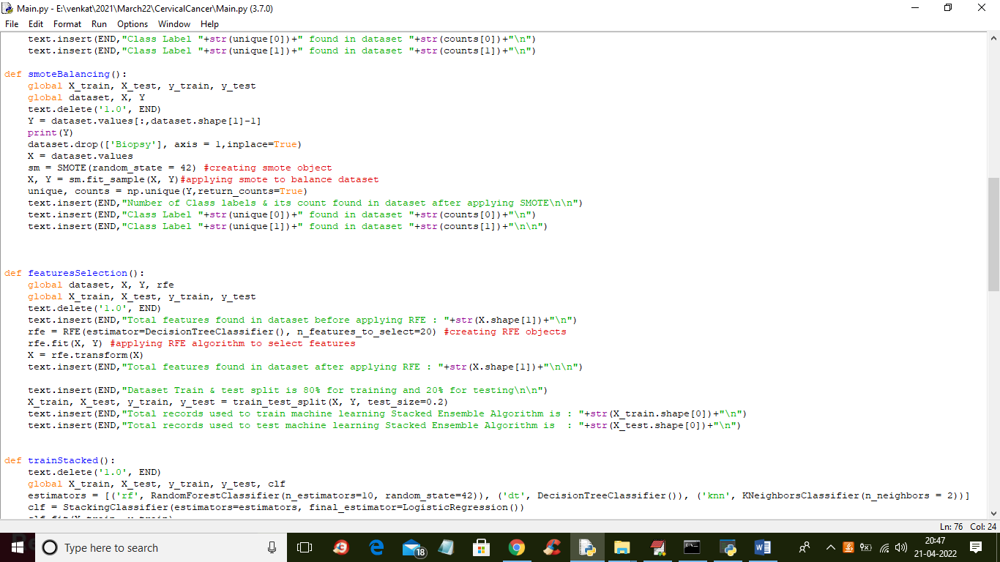 Main.py - E:\venkat\2021\March22\CervicalCancer\Main.py (3.7.0)
File Edit Format Run Options Window Help
    text.insert(END,"Class Label "+str(unique[0])+" found in dataset "+str(counts[0])+"\n")
    text.insert(END,"Class Label "+str(unique[1])+" found in dataset "+str(counts[1])+"\n")
def smoteBalancing():
    global X_train, X_test, y_train, y_test
    global dataset, X, Y
    text.delete('1.0', END)
    Y = dataset.values[:,dataset.shape[1]-1]
    print(Y)
    dataset.drop(['Biopsy'], axis = 1,inplace=True)
    X = dataset.values
    sm = SMOTE(random_state = 42) #creating smote object
    X, Y = sm.fit_sample(X, Y)#applying smote to balance dataset
    unique, counts = np.unique(Y,return_counts=True)
    text.insert(END,"Number of Class labels & its count found in dataset after applying SMOTE\n\n")
    text.insert(END,"Class Label "+str(unique[0])+" found in dataset "+str(counts[0])+"\n")
    text.insert(END,"Class Label "+str(unique[1])+" found in dataset "+str(counts[1])+"\n\n")
def featuresSelection():
    global dataset, X, Y, rfe
    global X_train, X_test, y_train, y_test
    text.delete('1.0', END)
    text.insert(END,"Total features found in dataset before applying RFE : "+str(X.shape[1])+"\n")
    rfe = RFE(estimator=DecisionTreeClassifier(), n_features_to_select=20) #creating RFE objects
    rfe.fit(X, Y) #applying RFE algorithm to select features
    X = rfe.transform(X)
    text.insert(END,"Total features found in dataset after applying RFE : "+str(X.shape[1])+"\n\n")
    text.insert(END,"Dataset Train & test split is 80% for training and 20% for testing\n\n")
    X_train, X_test, y_train, y_test = train_test_split(X, Y, test_size=0.2)
    text.insert(END,"Total records used to train machine learning Stacked Ensemble Algorithm is : "+str(X_train.shape[0])+"\n")
    text.insert(END,"Total records used to test machine learning Stacked Ensemble Algorithm is  : "+str(X_test.shape[0])+"\n")
def trainStacked():
    text.delete('1.0', END)
    global X_train, X_test, y_train, y_test, clf
    estimators = [('rf', RandomForestClassifier(n_estimators=10, random_state=42)), ('dt', DecisionTreeClassifier()), ('knn', KNeighborsClassifier(n_neighbors = 2))]
    clf = StackingClassifier(estimators=estimators, final_estimator=LogisticRegression())
Ln: 76 Col: 24
Type here to search
18
20:47
21-04-2022